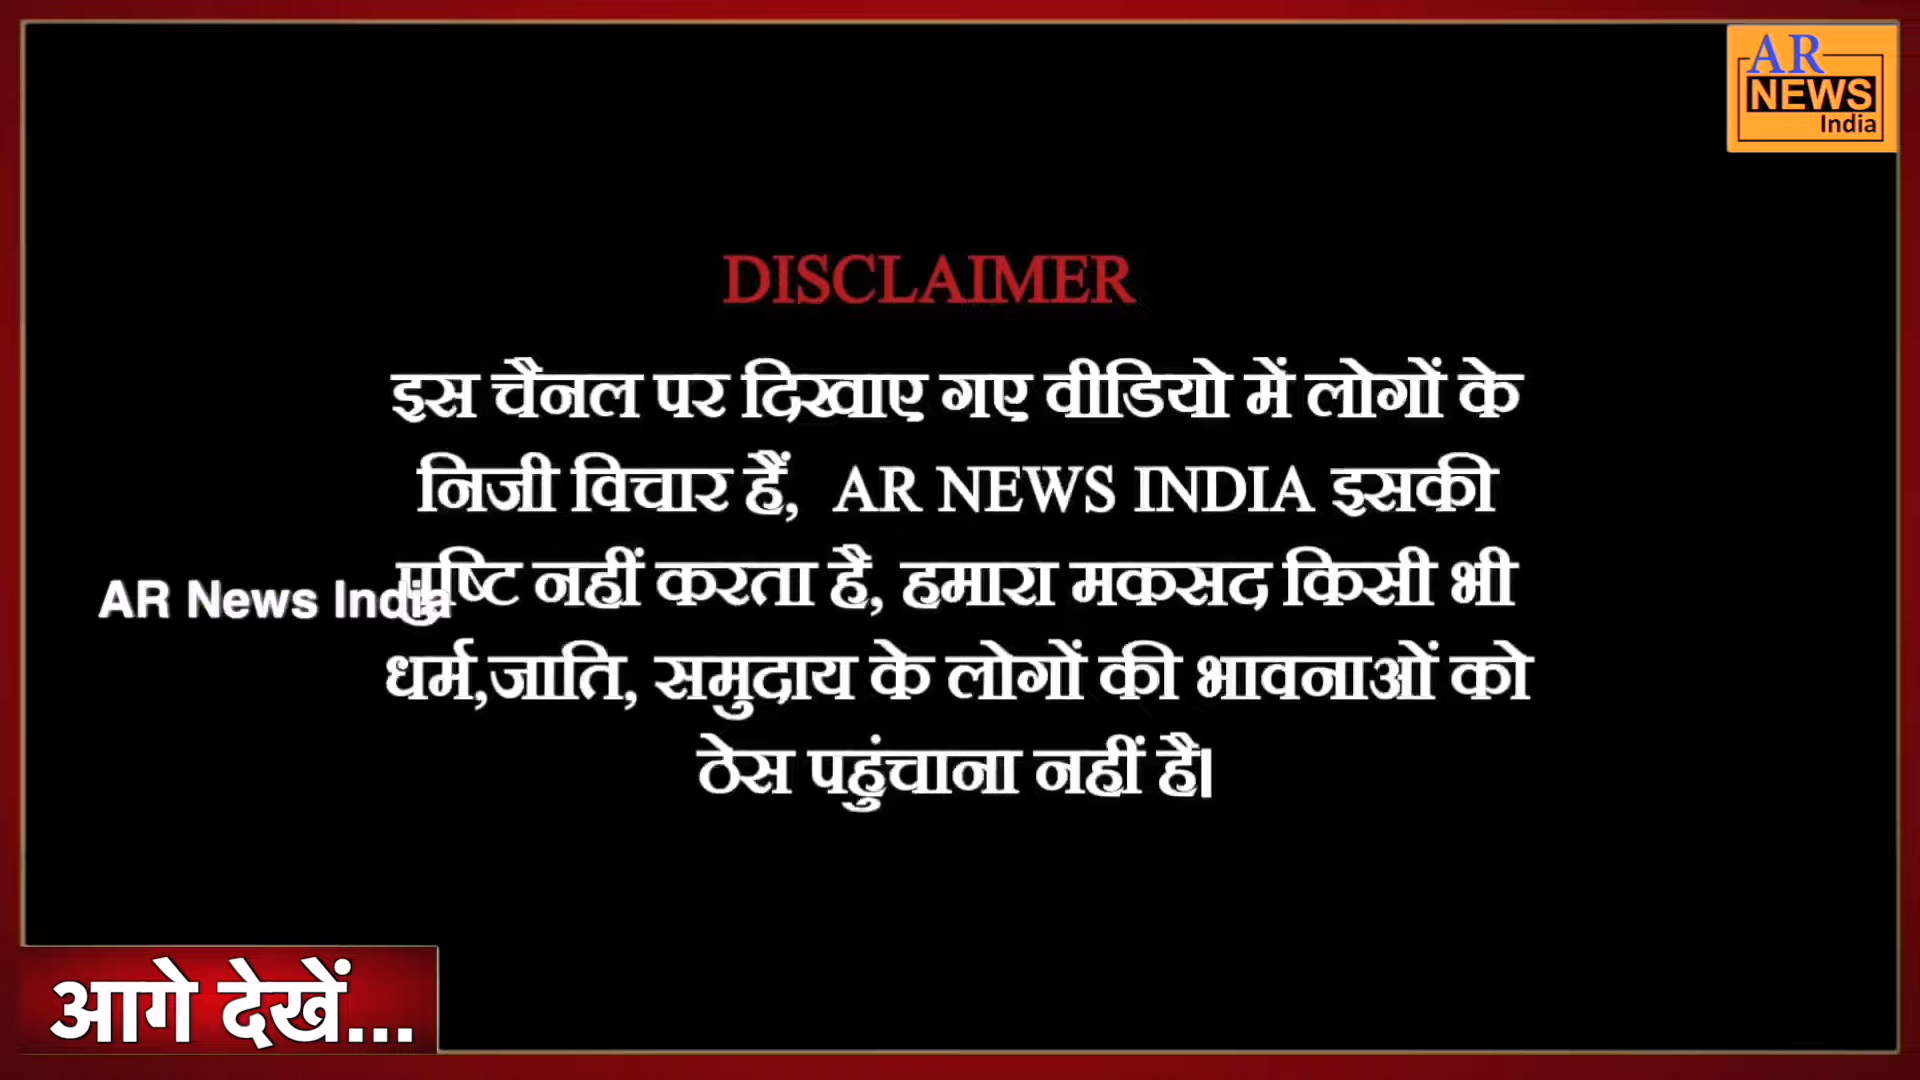 AR
NEWS
India
DISCLAIMER
इस चैनल पर दिखाए गए वीडियो में लोगों के
निजी विचार हैं, AR NEWS INDIA इसकी
पुष्टि नहीं करता है, हमारा मकसद किसी भी
AR News India
धर्म,जाति, समुदाय के लोगों की भावनाओं को
ठेस पहुंचाना नहीं है।
आगे देखें...